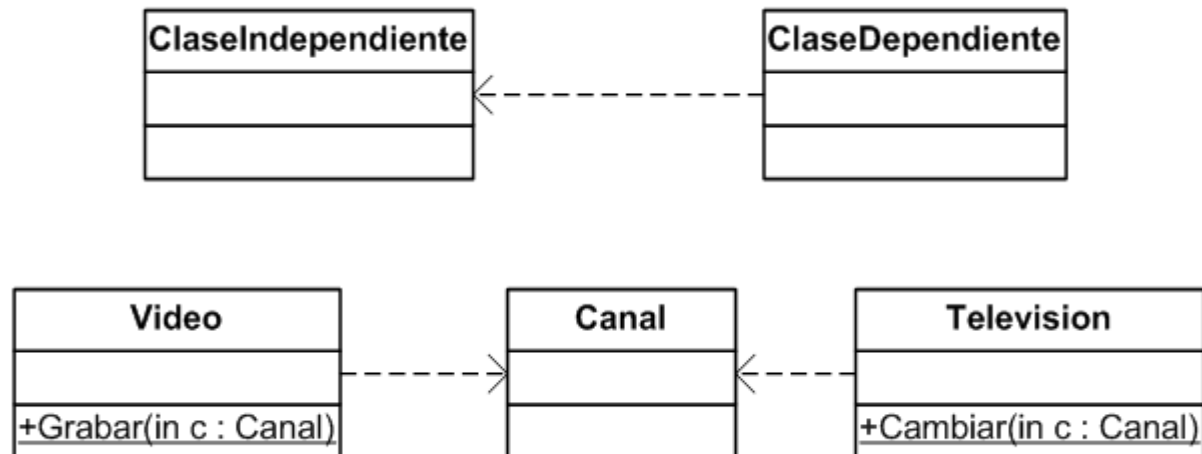 ClaseIndependiente
ClaseDependiente
Video
Canal
Television
+Grabar(in c : Canal)
+Cambiar(in c : Canal)